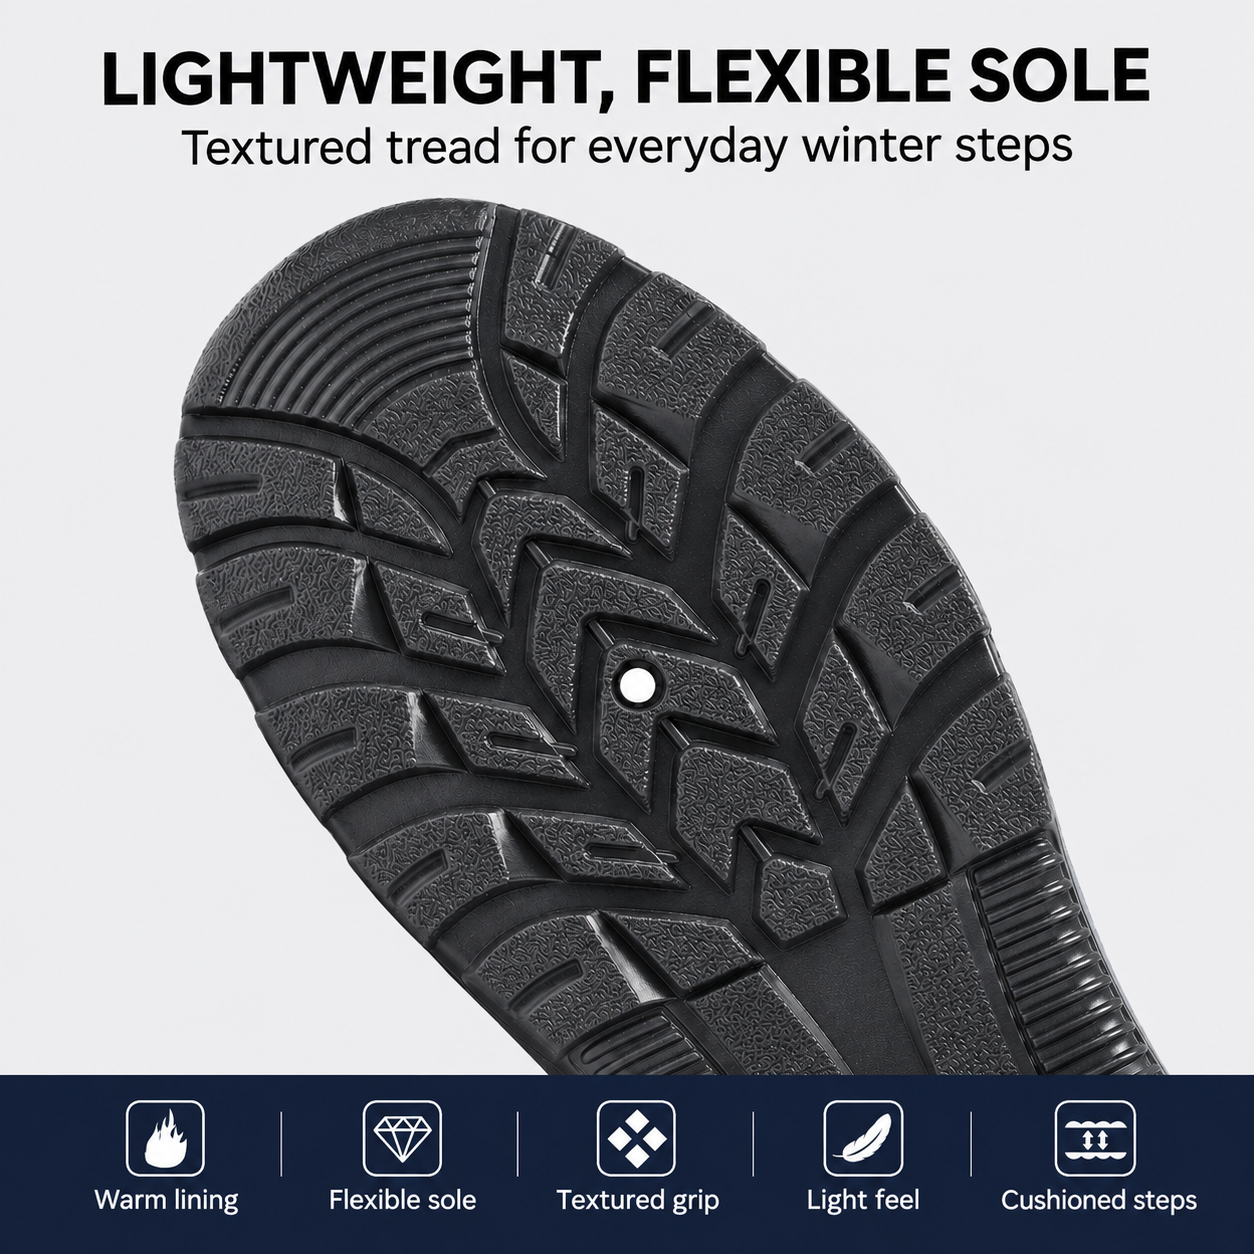 LIGHTWEIGHT, FLEXIBLE SOLE
Textured tread for everyday winter steps
Warm lining
Flexible sole
Textured grip
Light feel
Cushioned steps